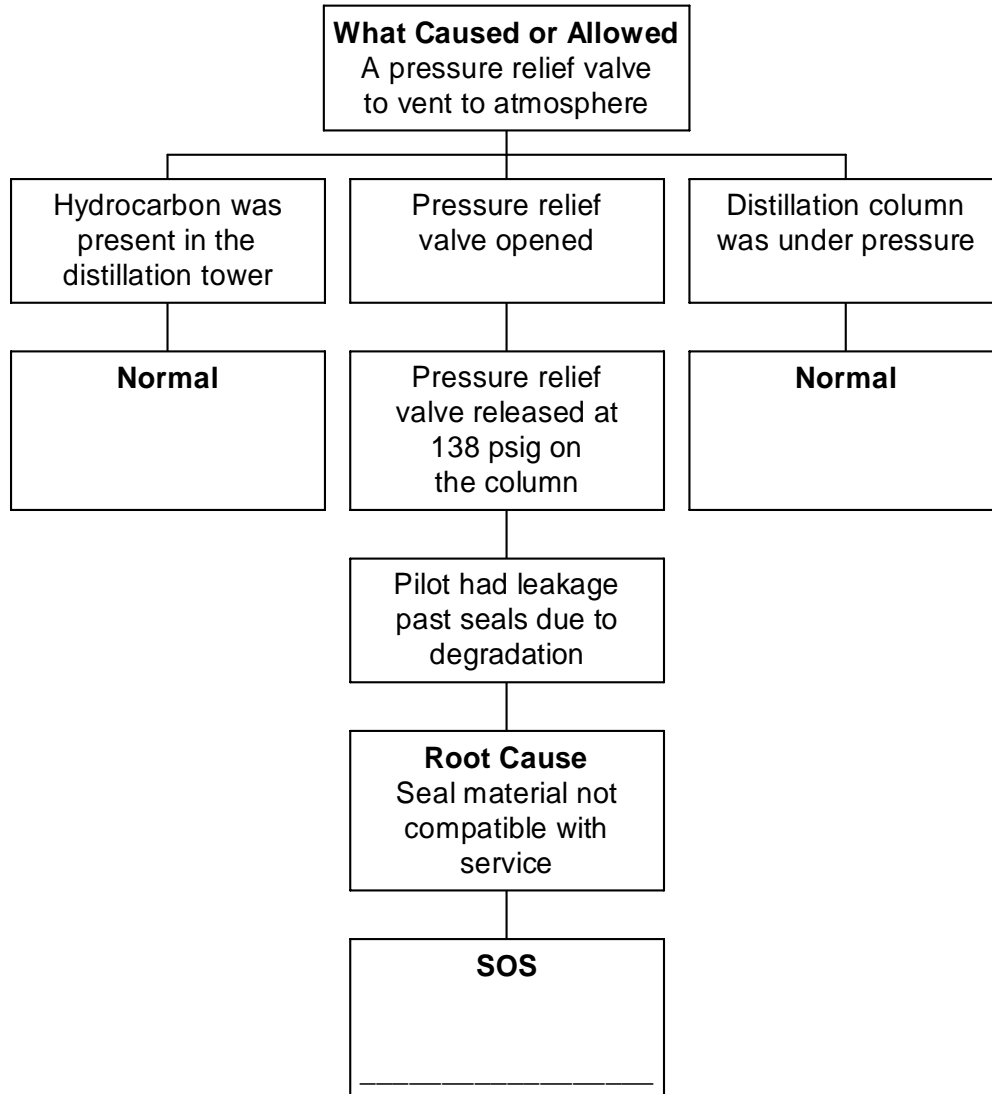 What Caused or Allowed
A pressure relief valve
to vent to atmosphere
Hydrocarbon was
present in the
distillation tower
Pressure relief
valve opened
Distillation column
was under pressure
Normal
Pressure relief
valve released at
138 psig on
the column
Normal
Pilot had leakage
past seals due to
degradation
Root Cause
Seal material not
compatible with
service
SOS
__________________